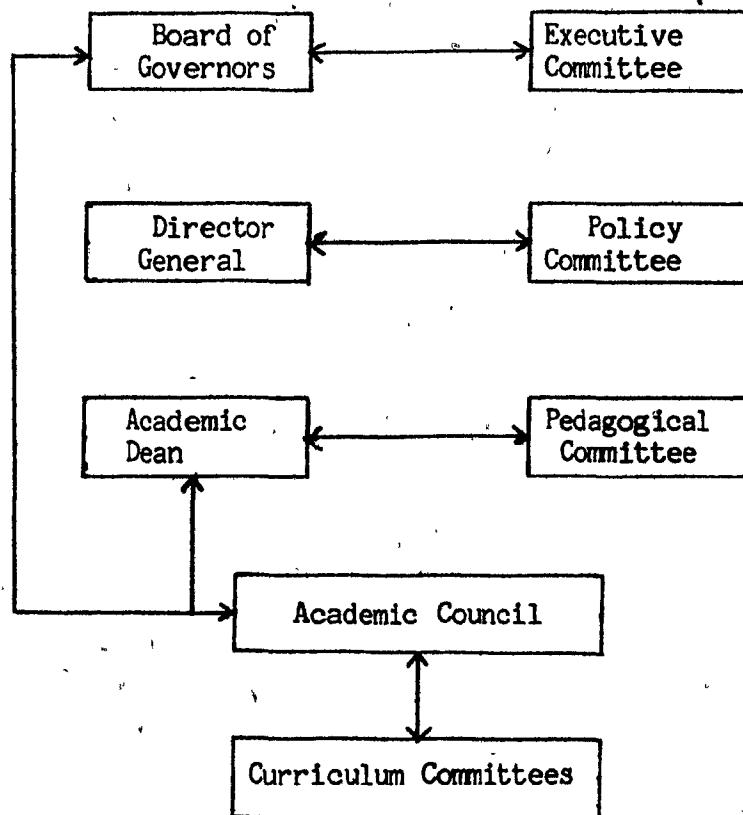 Board of
Governors
Executive
Committee
Director
General
Policy
Committee
Academic
Dean
Pedagogical
Committee
Academic Council
Curriculum Committees